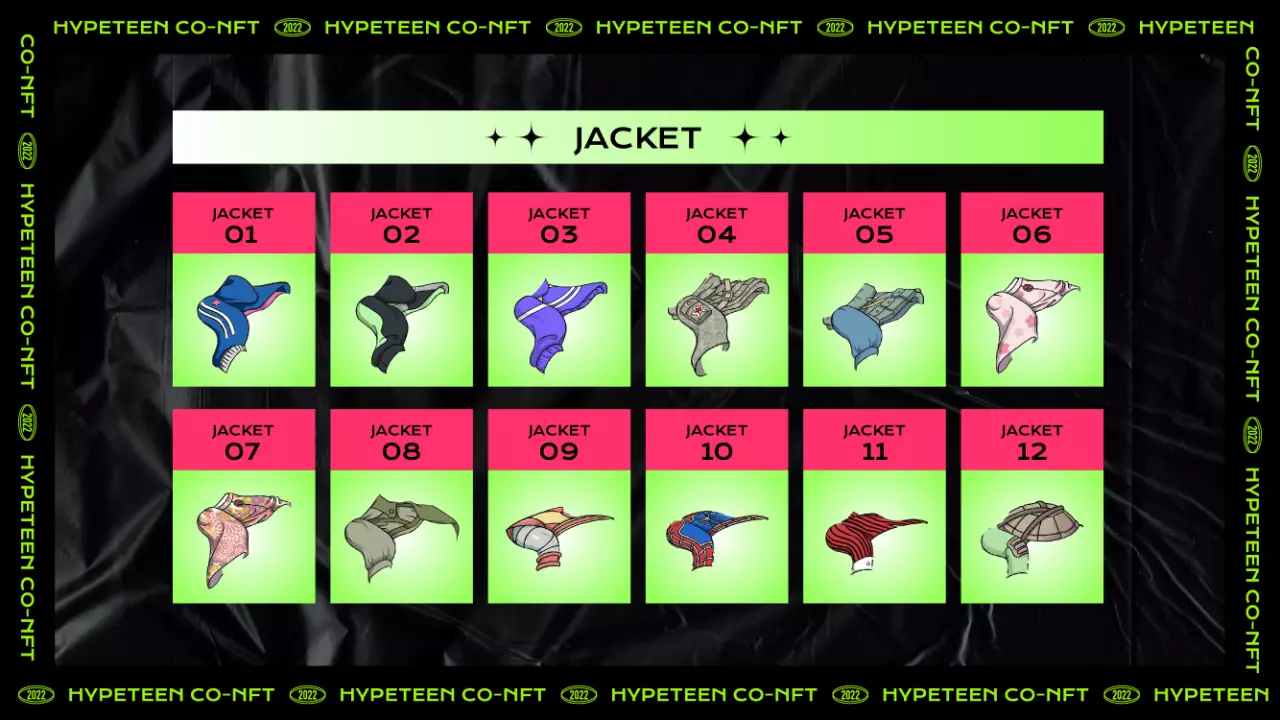 HYPETEEN CO-NFT 2022 HYPETEEN CO-NFT 2022 HYPETEEN CO-NFT 2022 HYPETEEN CO-NFT 2022 HYPETEEN
CO-NFT 2022 HYPETEEN CO-NFT 2022 HYPETEEN CO-NFT
JACKET
JACKET
01
JACKET
02
JACKET
03
JACKET
04
JACKET
05
JACKET
06
JACKET
07
JACKET
08
JACKET
09
JACKET
10
JACKET
11
JACKET
12
CO-NFT 2022 HYPETEEN CO-NFT 2022 HYPETEEN CO-NFT
2022 HYPETEEN CO-NFT 2022 HYPETEEN CO-NFT 2022 HYPETEEN CO-NFT 2022 HYPETEEN CO-NFT 2022 HYPETEEN